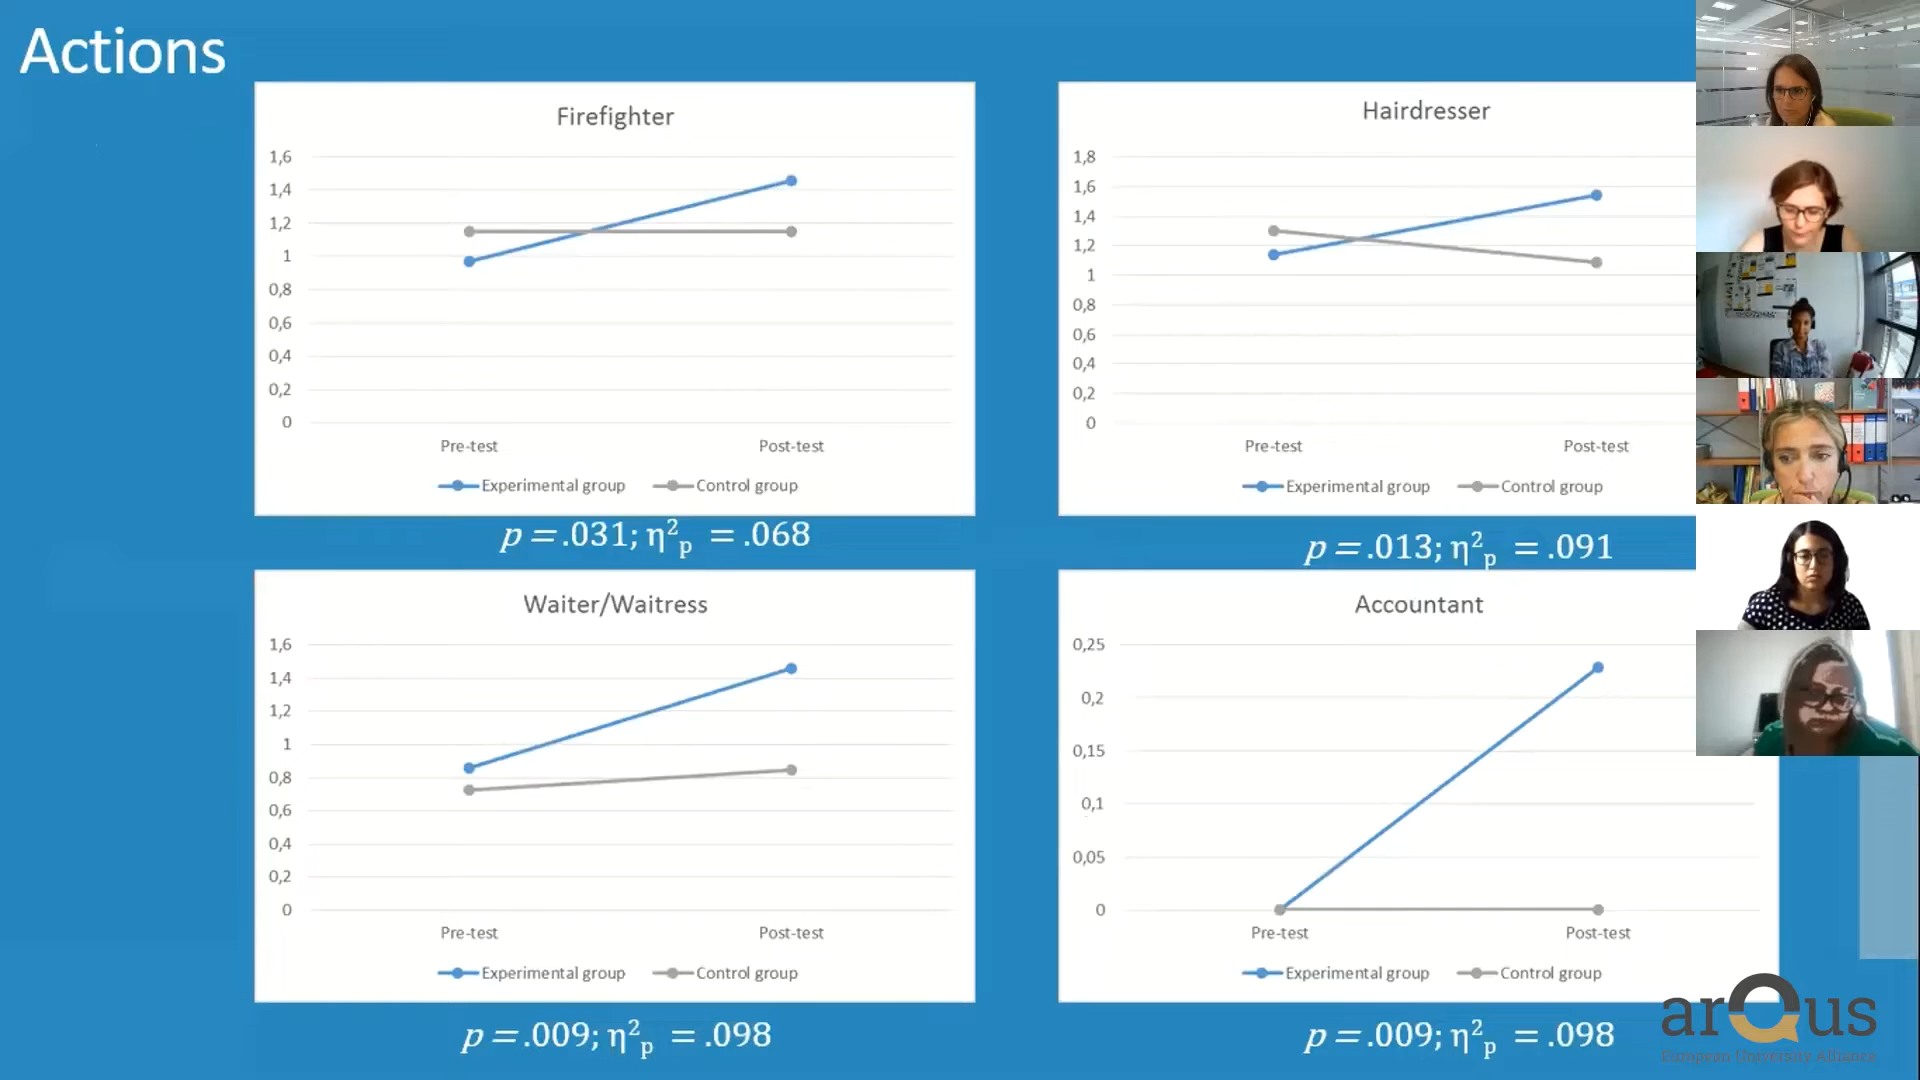 Actions
Firefighter
1,6
1,4
1,2
1
0,8
0,6
0,4
0,2
0
Pre-test Post-test
Experimental group Control group
p =.031; η²p = .068
Hairdresser
1,8
1,6
1,4
1,2
1
0,8
0,6
0,4
0,2
0
Pre-test Post-test
Experimental group Control group
p =.013; η²p = .091
Waiter/Waitress
1,6
1,4
1,2
1
0,8
0,6
0,4
0,2
0
Pre-test Post-test
Experimental group Control group
p =.009; η²p = .098
Accountant
0,25
0,2
0,15
0,1
0,05
0
Pre-test Post-test
Experimental group Control group
p =.009; η²p = .098
arQus
European University Alliance